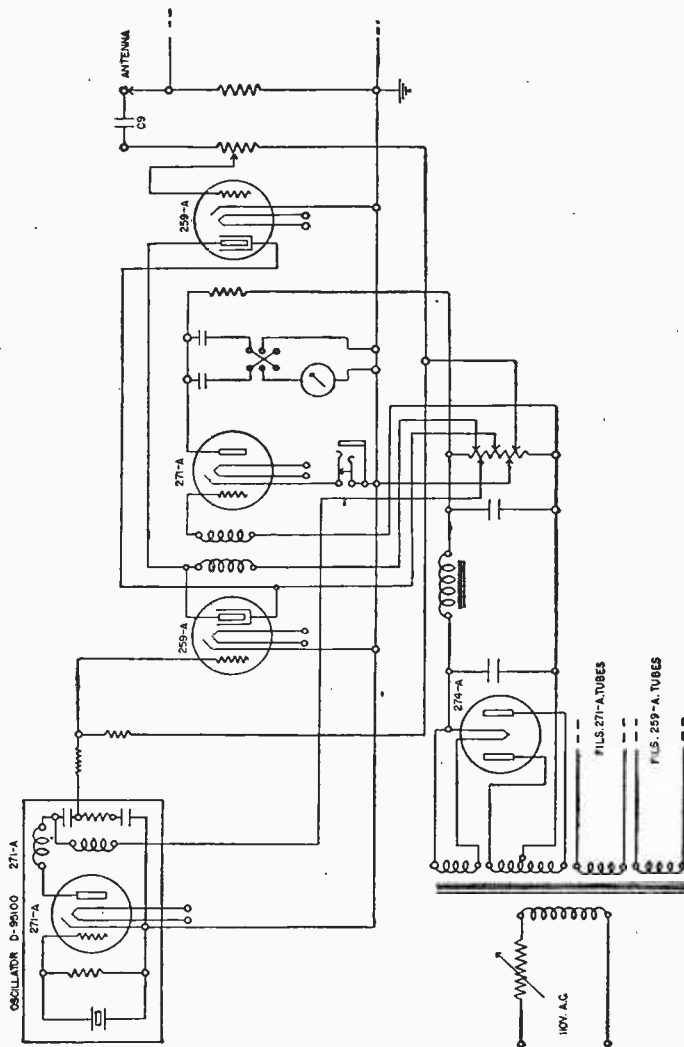 ANTENNA
C9
259-A
271-A
259-A
OSCILLATOR D-95100 271-A
271-A
274-A
FILS. 271-A. TUBES
FILS. 259-A. TUBES
110V. A.C.